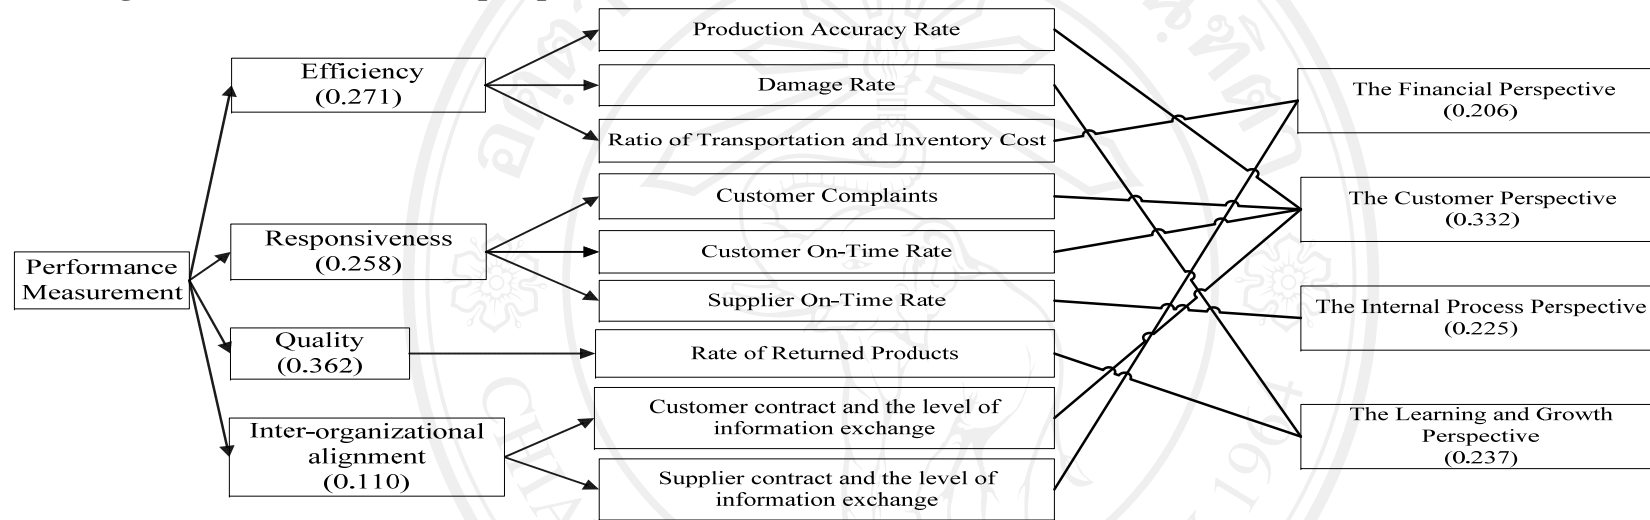 Performance
Measurement
Efficiency
(0.271)
Responsiveness
(0.258)
Quality
(0.362)
Inter-organizational
alignment
(0.110)
Production Accuracy Rate
Damage Rate
Ratio of Transportation and Inventory Cost
Customer Complaints
Customer On-Time Rate
Supplier On-Time Rate
Rate of Returned Products
Customer contract and the level of
information exchange
Supplier contract and the level of
information exchange
The Financial Perspective
(0.206)
The Customer Perspective
(0.332)
The Internal Process Perspective
(0.225)
The Learning and Growth
Perspective
(0.237)